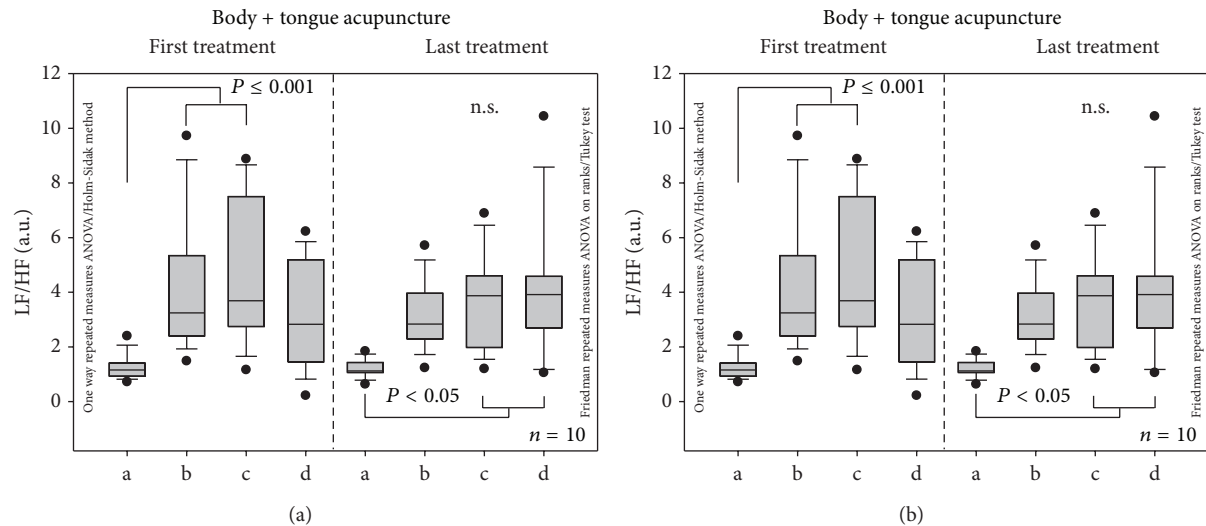 Body + tongue acupuncture
First treatment
Last treatment
12
10
8
6
4
2
0
LF/HF (a.u.)
One way repeated measures ANOVA/Holm-Sidak method
P ≤ 0.001
n.s.
Friedman repeated measures ANOVA on ranks/Tukey test
P < 0.05
n = 10
a b c d a b c d
(a)
Body + tongue acupuncture
First treatment
Last treatment
12
10
8
6
4
2
0
LF/HF (a.u.)
One way repeated measures ANOVA/Holm-Sidak method
P ≤ 0.001
n.s.
Friedman repeated measures ANOVA on ranks/Tukey test
P < 0.05
n = 10
a b c d a b c d
(b)